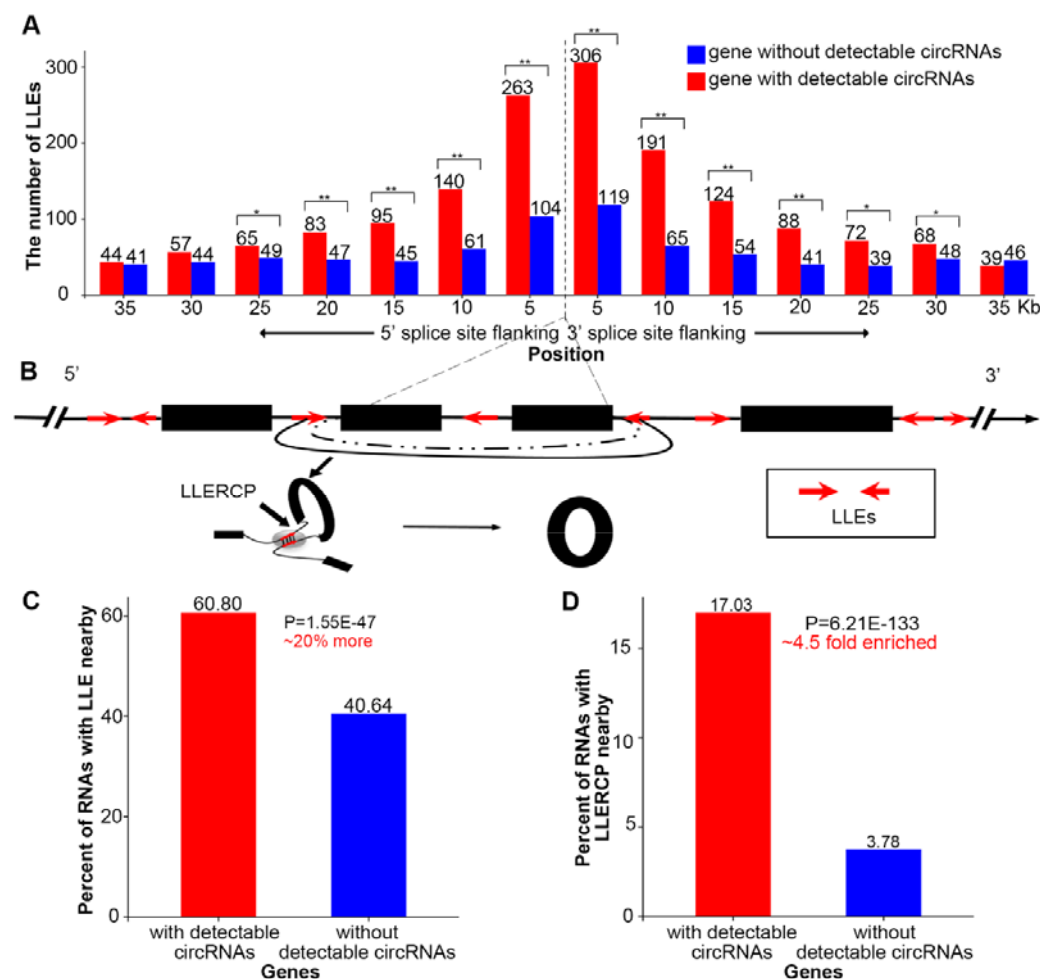 A
The number of LLEs
300
200
100
0
gene without detectable circRNAs
gene with detectable circRNAs
** ** ** ** * ** ** ** ** ** ** * *
44 41 57 44 65 49 83 47 95 45 140 61 263 104 306 119 191 65 124 54 88 41 72 39 68 48 39 46
35 30 25 20 15 10 5 5 10 15 20 25 30 35 Kb
5' splice site flanking 3' splice site flanking
Position
B
5'
3'
LLERCP
LLEs
C
Percent of RNAs with LLE nearby
60
40
20
0
60.80
P=1.55E-47
~20% more
40.64
with detectable
circRNAs
without
detectable circRNAs
Genes
D
Percent of RNAs with
LLERCP nearby
15
10
5
0
17.03
P=6.21E-133
~4.5 fold enriched
3.78
with detectable
circRNAs
without
detectable circRNAs
Genes